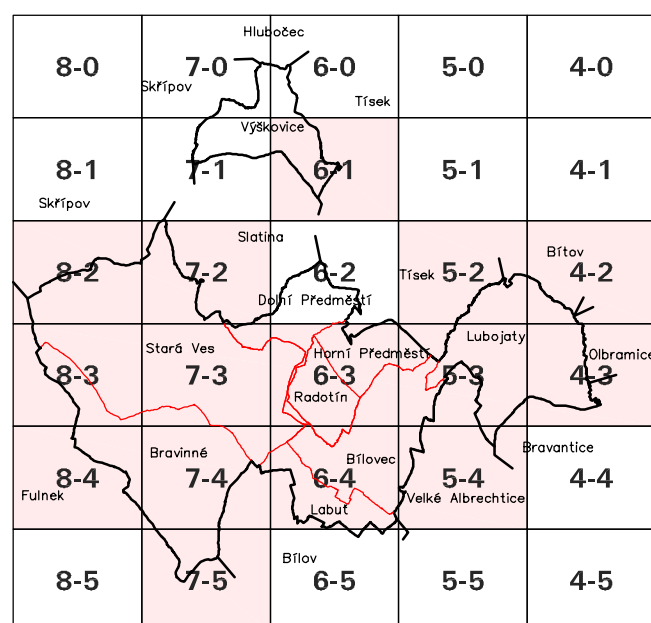 Hlubočec
8-0 7-0 6-0 5-0 4-0
Skřípov
Tísek
Výškovice
8-1 7-1 6-1 5-1 4-1
Skřípov
Slatina
Bítov
8-2 7-2 6-2 Tísek 5-2 4-2
Dolní Předměstí
Lubojaty
Stará Ves Horní Předměstí Olbramice
8-3 7-3 6-3 5-3 4-3
Radotín
Bravantice
Bravinné Bílovec
8-4 7-4 6-4 5-4 4-4
Fulnek Velké Albrechtice
Labuť
Bílov
8-5 7-5 6-5 5-5 4-5